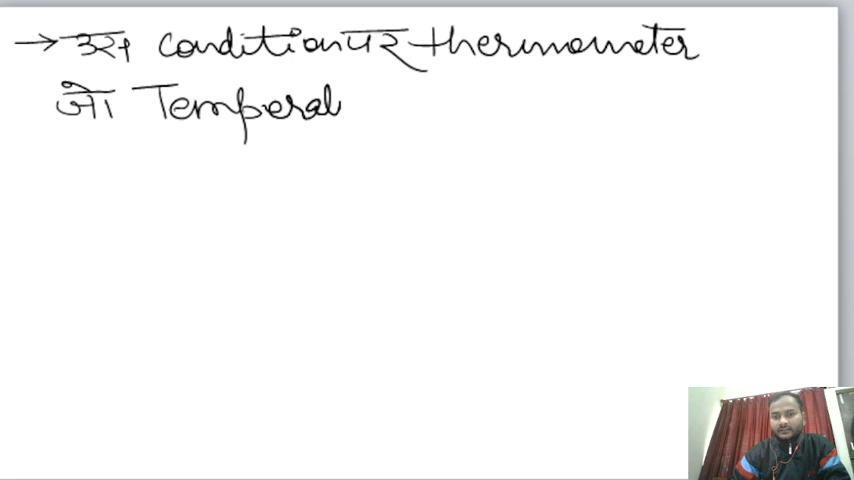 → उस condition पर thermometer
जो Temperal